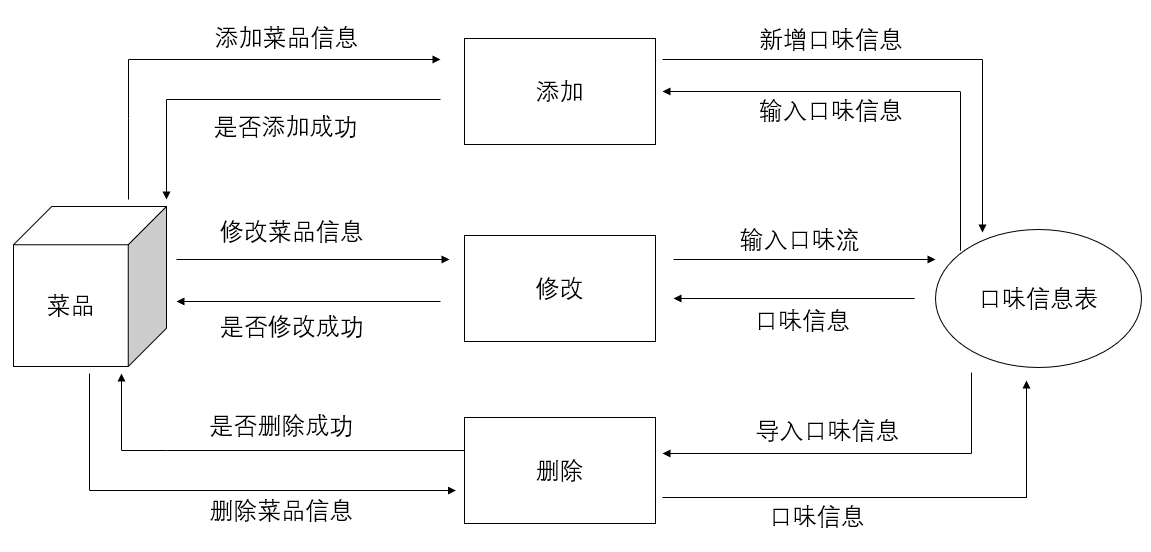 添加菜品信息
新增口味信息
添加
输入口味信息
是否添加成功
修改菜品信息
输入口味流
修改
菜品
口味信息表
是否修改成功
口味信息
是否删除成功
导入口味信息
删除
删除菜品信息
口味信息